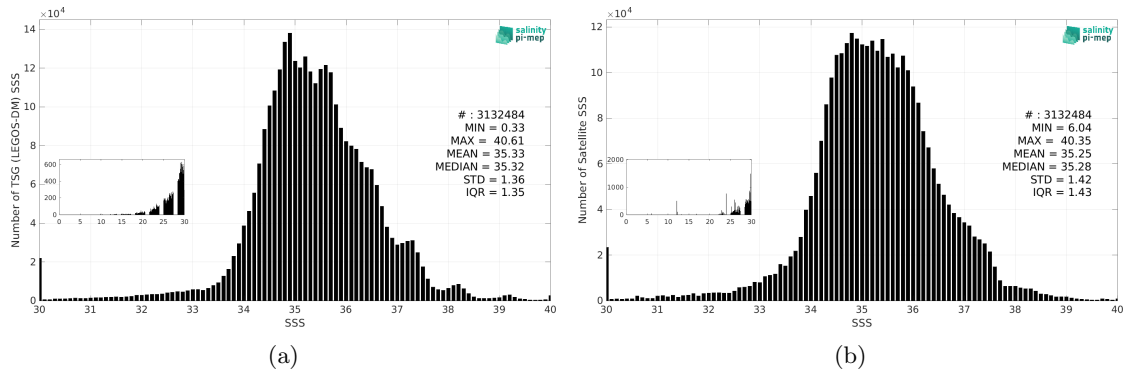 ×10⁴
14
12
10
8
6
4
2
0
Number of TSG (LEGOS-DM) SSS
30 31 32 33 34 35 36 37 38 39 40
SSS
600
400
200
0
0 5 10 15 20 25 30
salinity
pi-mep
# : 3132484
MIN = 0.33
MAX = 40.61
MEAN = 35.33
MEDIAN = 35.32
STD = 1.36
IQR = 1.35
(a)
×10⁴
12
10
8
6
4
2
0
Number of Satellite SSS
30 31 32 33 34 35 36 37 38 39 40
SSS
2000
1000
0
0 5 10 15 20 25 30
salinity
pi-mep
# : 3132484
MIN = 6.04
MAX = 40.35
MEAN = 35.25
MEDIAN = 35.28
STD = 1.42
IQR = 1.43
(b)